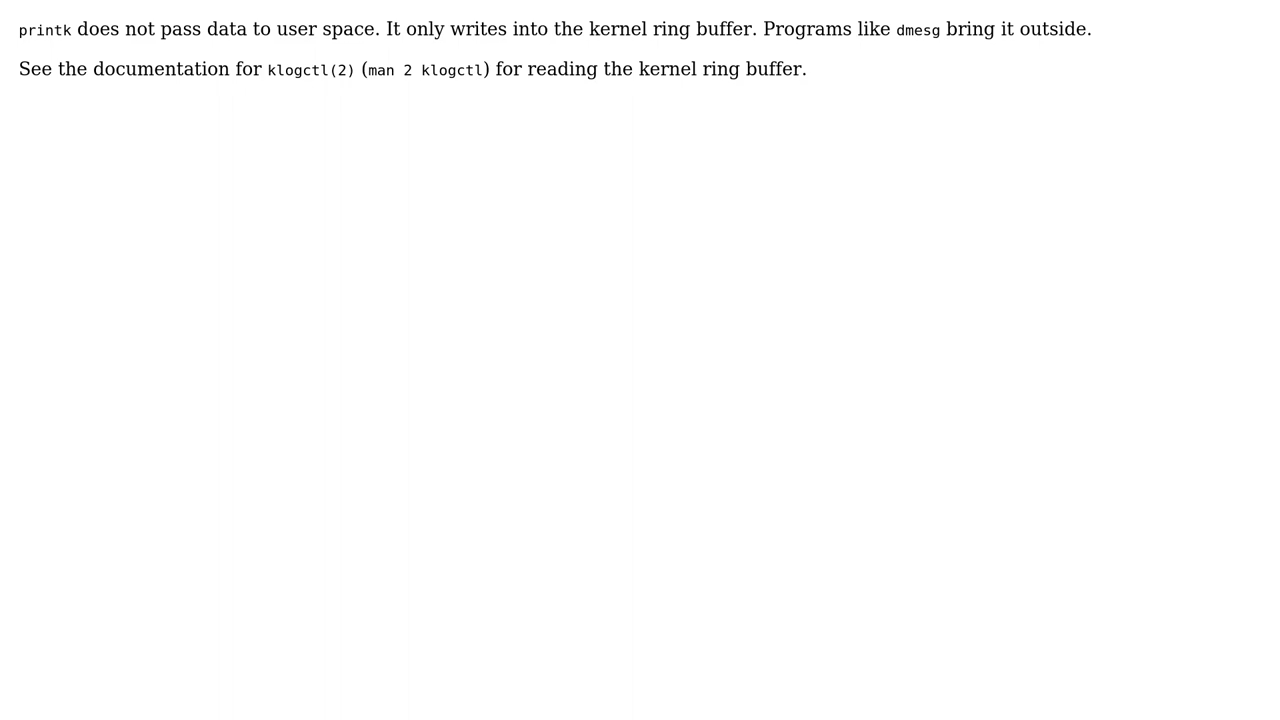 printk does not pass data to user space. It only writes into the kernel ring buffer. Programs like dmesg bring it outside.
See the documentation for klogctl(2) (man 2 klogctl) for reading the kernel ring buffer.